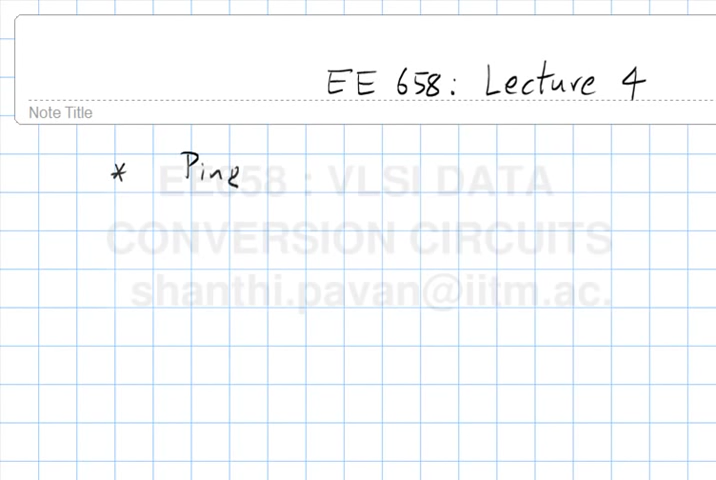 EE 658: Lecture 4
Note Title
* Pine
EE658 : VLSI DATA
CONVERSION CIRCUITS
shanthi.pavan@iitm.ac.